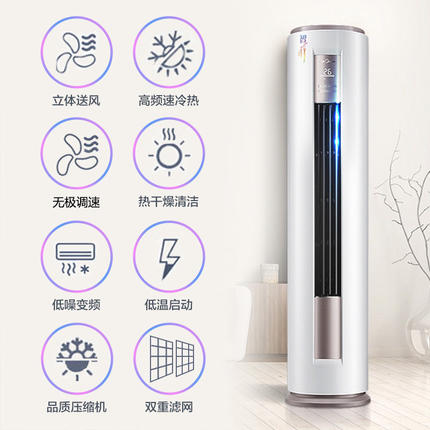 立体送风
高频速冷热
无极调速
热干燥清洁
低噪变频
低温启动
品质压缩机
双重滤网
26